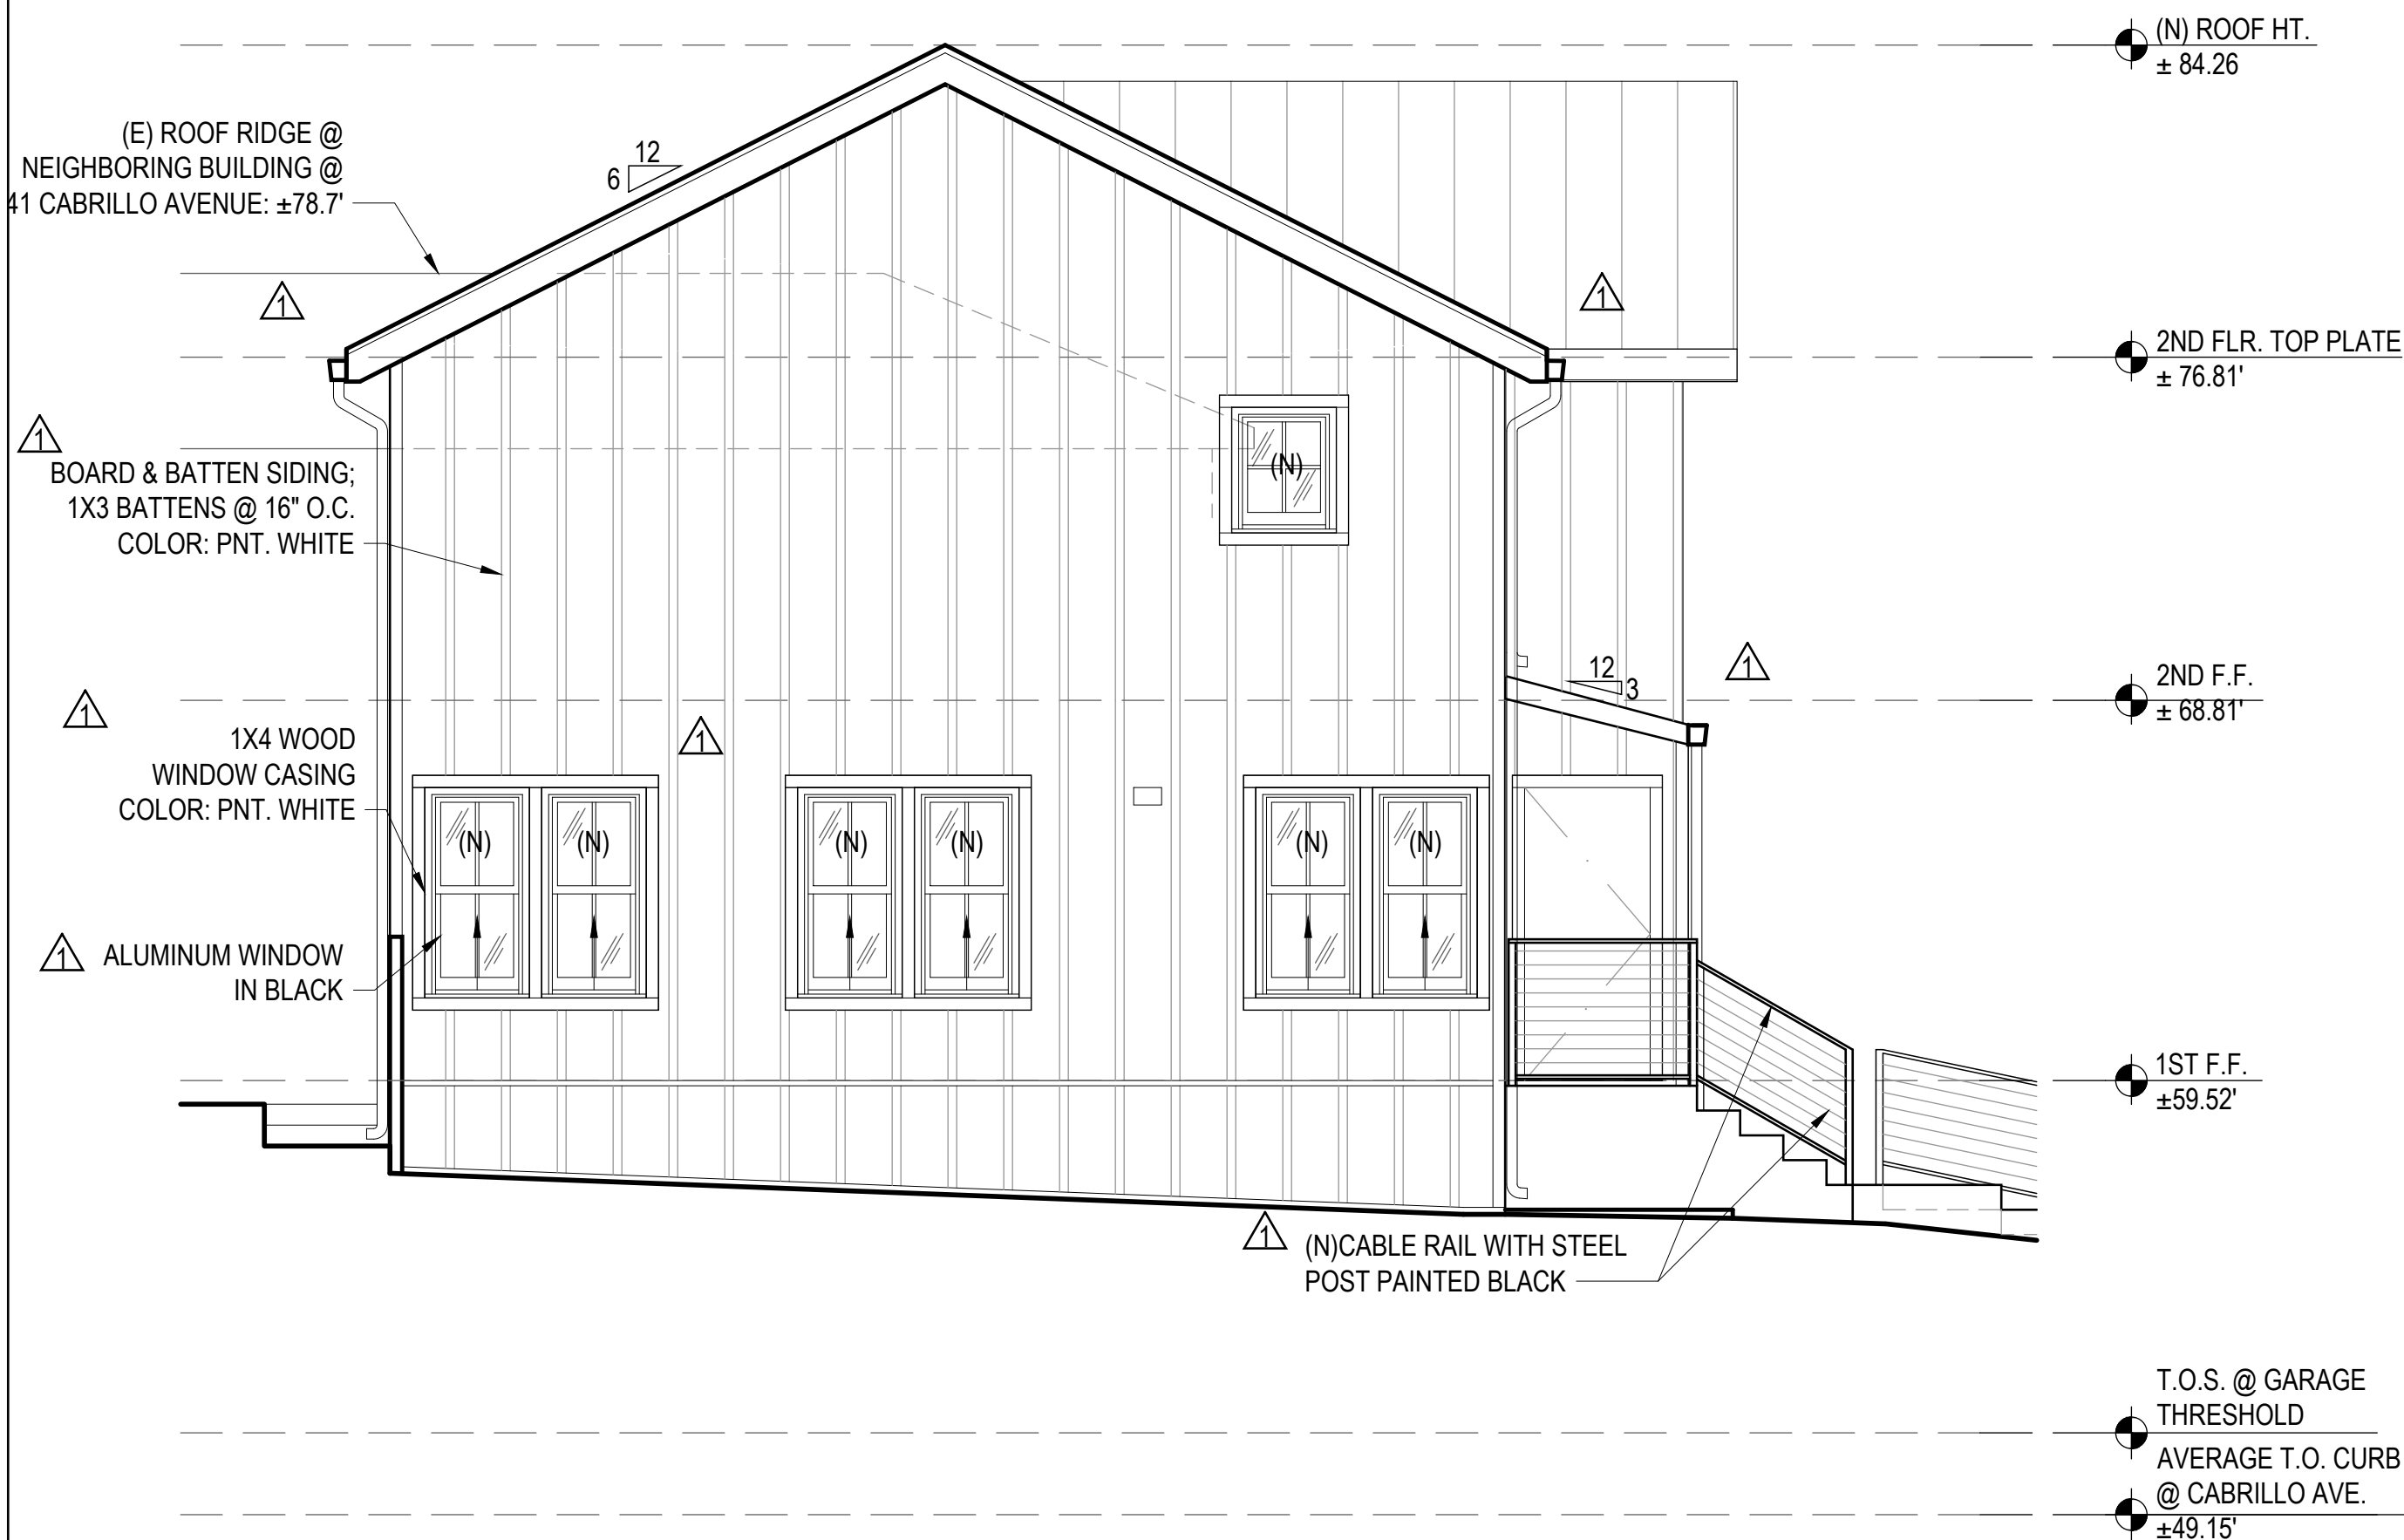 (N) ROOF HT.
± 84.26
(E) ROOF RIDGE @
NEIGHBORING BUILDING @
41 CABRILLO AVENUE: ±78.7'
12
6
1
1
2ND FLR. TOP PLATE
± 76.81'
1
BOARD & BATTEN SIDING;
1X3 BATTENS @ 16" O.C.
COLOR: PNT. WHITE
(N)
12
3
1
2ND F.F.
± 68.81'
1
1
1X4 WOOD
WINDOW CASING
COLOR: PNT. WHITE
(N)
(N)
(N)
(N)
(N)
(N)
1
ALUMINUM WINDOW
IN BLACK
1ST F.F.
±59.52'
1
(N)CABLE RAIL WITH STEEL
POST PAINTED BLACK
T.O.S. @ GARAGE
THRESHOLD
AVERAGE T.O. CURB
@ CABRILLO AVE.
±49.15'